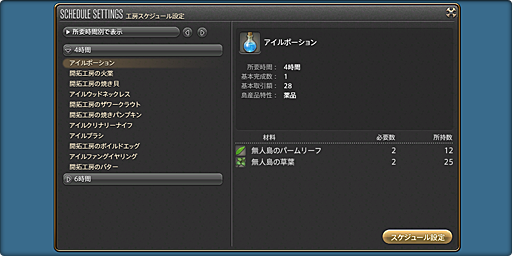 SCHEDULE SETTINGS 工房スケジュール設定
所要時間別で表示
4時間
アイルポーション
開拓工房の火薬
開拓工房の焼き貝
アイルウッドネックレス
開拓工房のザワークラウト
開拓工房の焼きパンプキン
アイルクリナリーナイフ
アイルブラシ
開拓工房のボイルドエッグ
アイルファングイヤリング
開拓工房のバター
6時間
アイルポーション
所要時間： 4時間
基本完成数： 1
基本取引額： 28
島産品特性： 薬品
材料 必要数 所持数
無人島のパームリーフ 2 12
無人島の草葉 2 25
スケジュール設定